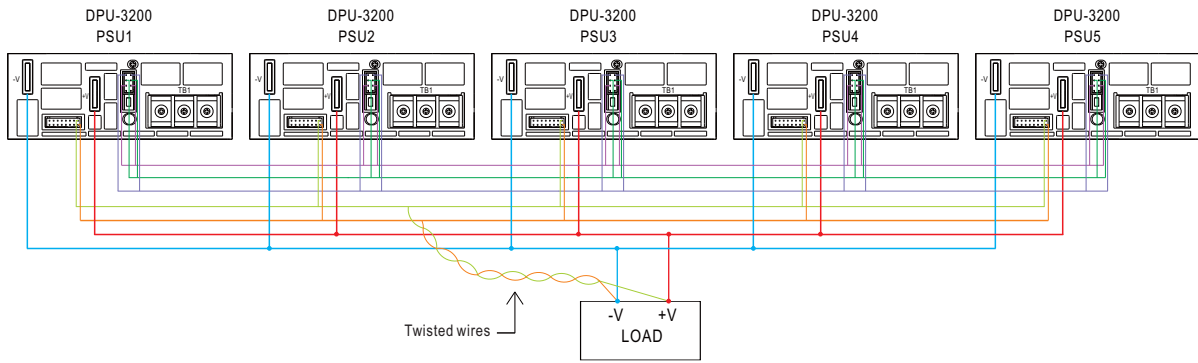 DPU-3200
PSU1
DPU-3200
PSU2
DPU-3200
PSU3
DPU-3200
PSU4
DPU-3200
PSU5
-V
+V
TB1
-V
+V
TB1
-V
+V
TB1
-V
+V
TB1
-V
+V
TB1
Twisted wires
-V +V
LOAD